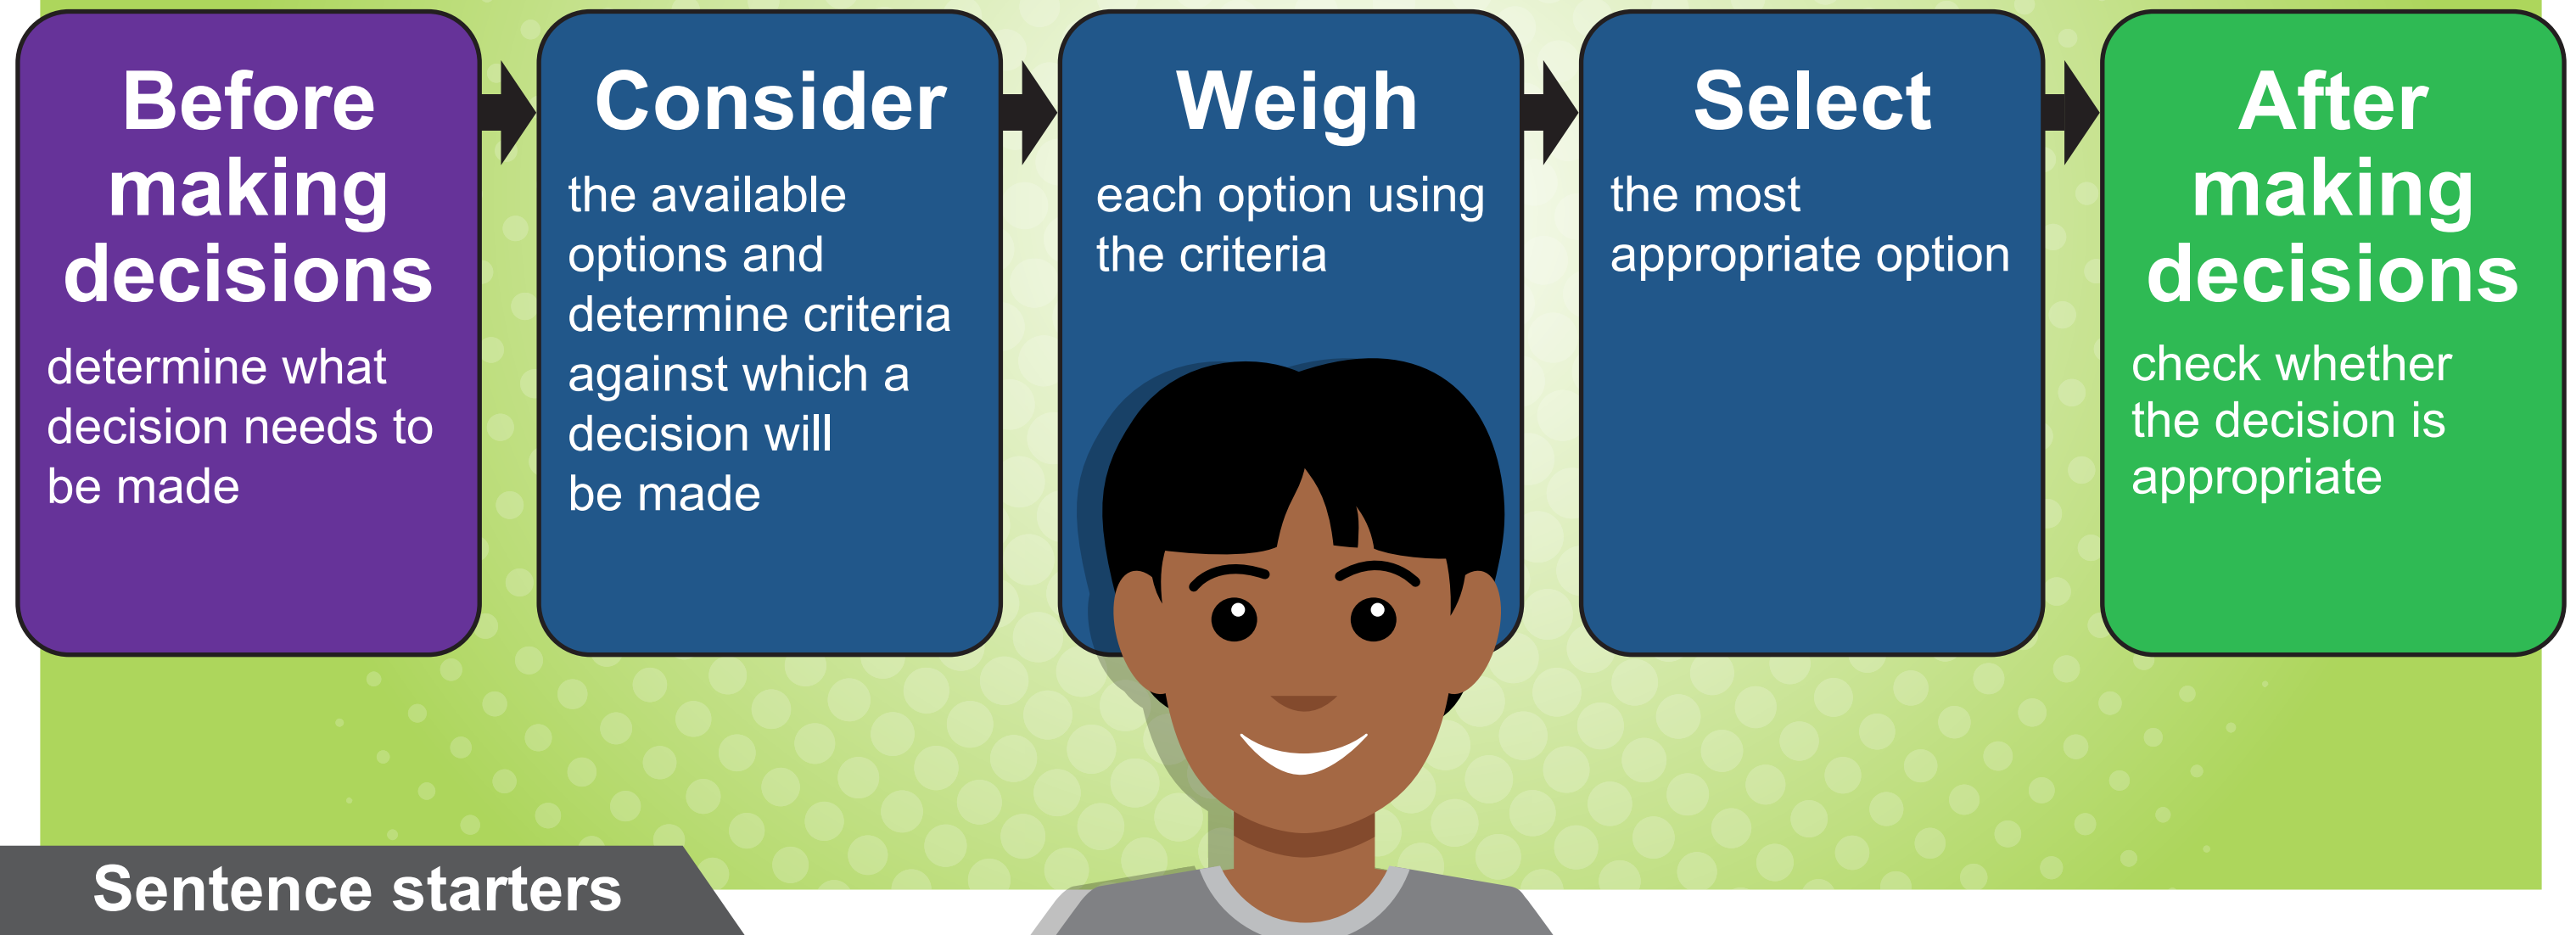 Before
making
decisions
determine what
decision needs to
be made
Consider
the available
options and
determine criteria
against which a
decision will
be made
Weigh
each option using
the criteria
Select
the most
appropriate option
After
making
decisions
check whether
the decision is
appropriate
Sentence starters